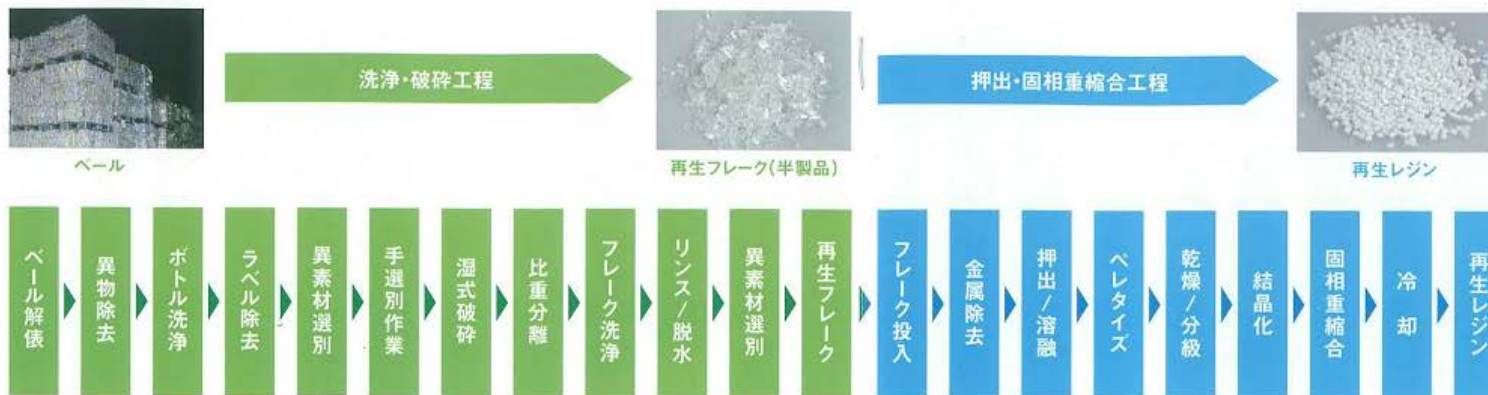 洗浄・破砕工程
押出・固相重縮合工程
ベール
再生フレーク(半製品)
再生レジン
ベール解俵
異物除去
ボトル洗浄
ラベル除去
異素材選別
手選別作業
湿式破砕
比重分離
フレーク洗浄
リンス/脱水
異素材選別
再生フレーク
フレーク投入
金属除去
押出/溶融
ペレタイズ
乾燥/分級
結晶化
固相重縮合
冷却
再生レジン